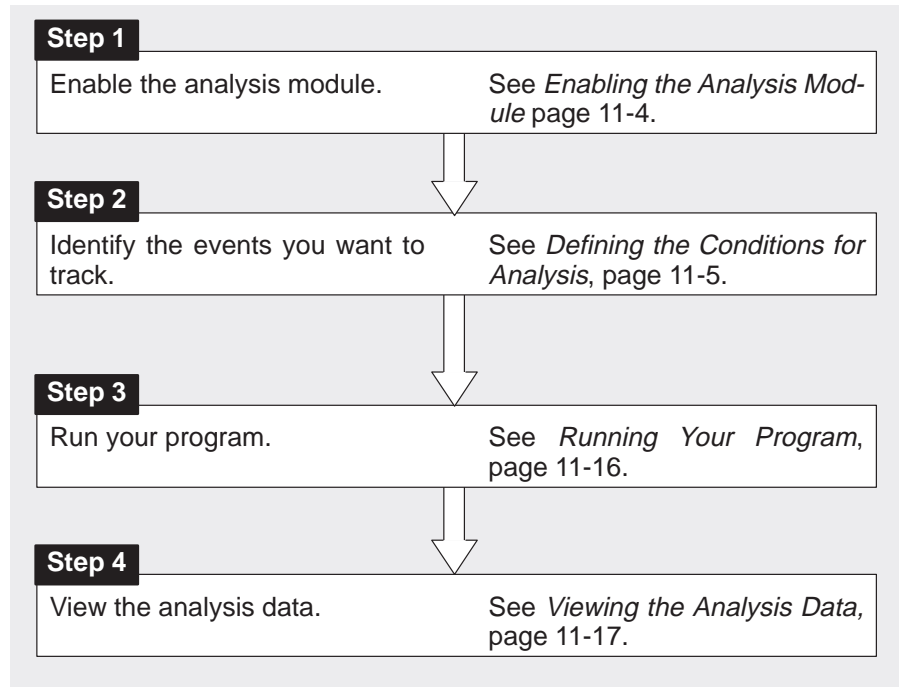 Step 1
Enable the analysis module.
See Enabling the Analysis Mod-
ule page 11-4.
Step 2
Identify the events you want to
track.
See Defining the Conditions for
Analysis, page 11-5.
Step 3
Run your program.
See Running Your Program,
page 11-16.
Step 4
View the analysis data.
See Viewing the Analysis Data,
page 11-17.